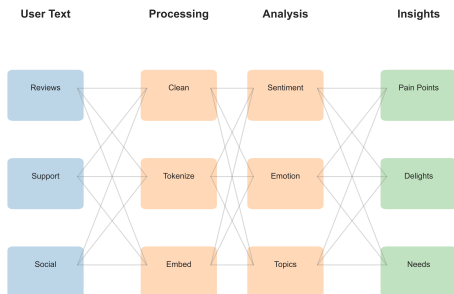 User Text Processing Analysis Insights
Reviews Clean Sentiment Pain Points
Support Tokenize Emotion Delights
Social Embed Topics Needs